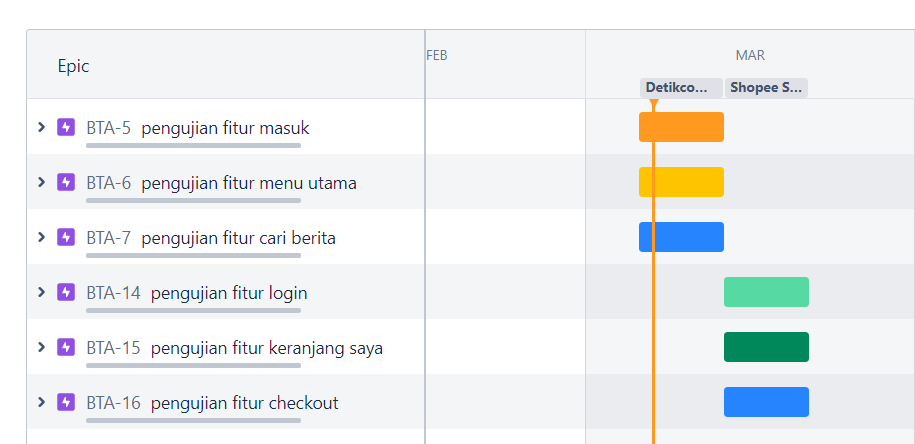 Epic
FEB
MAR
Detikco...
Shopee S...
BTA-5 pengujian fitur masuk
BTA-6 pengujian fitur menu utama
BTA-7 pengujian fitur cari berita
BTA-14 pengujian fitur login
BTA-15 pengujian fitur keranjang saya
BTA-16 pengujian fitur checkout